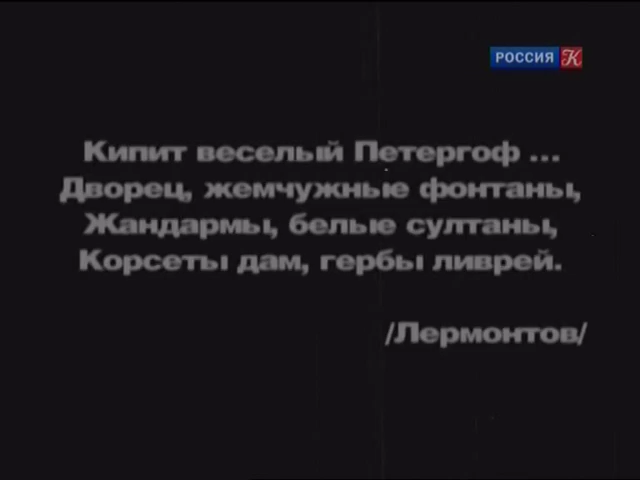 РОССИЯ К
Кипит веселый Петергоф ...
Дворец, жемчужные фонтаны,
Жандармы, белые султаны,
Корсеты дам, гербы ливрей.
/Лермонтов/